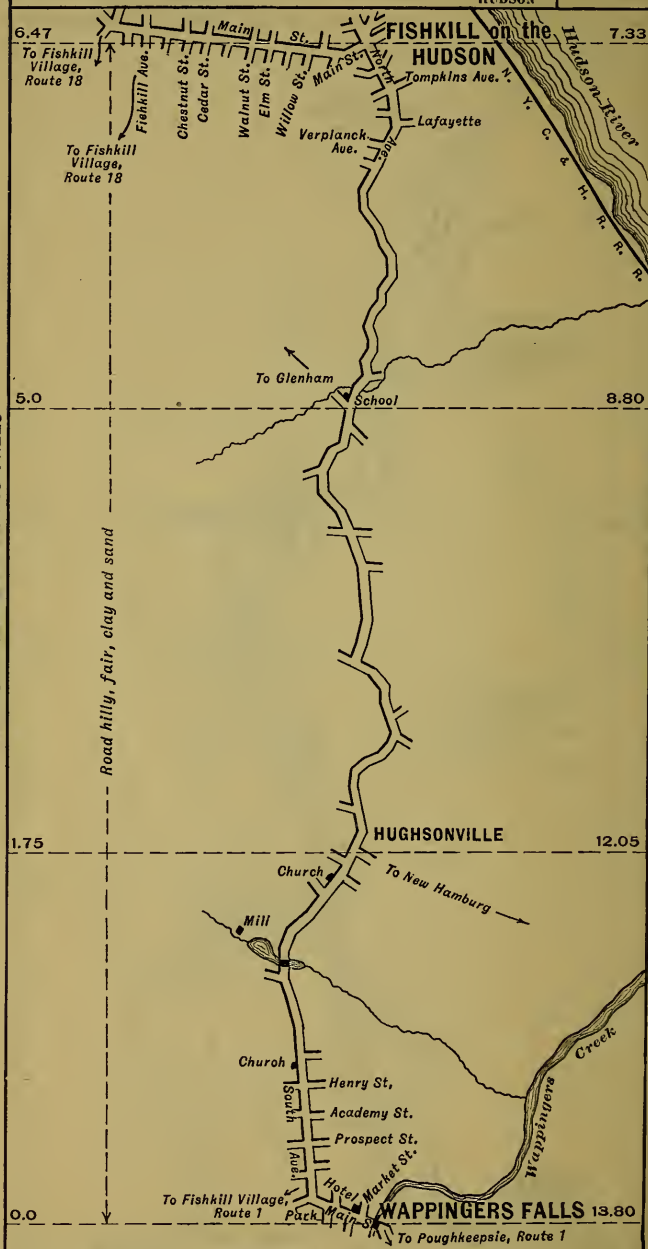 HUDSON
6.47
Main St.
FISHKILL on the
HUDSON
7.33
To Fishkill
Village,
Route 18
Fishkill Ave.
Chestnut St.
Cedar St.
Walnut St.
Elm St.
Willow St.
Main St.
North Ave.
Tompkins Ave.
Hudson River
N. Y. C. & H. R. R. R.
To Fishkill
Village,
Route 18
Verplanck
Ave.
Lafayette
To Glenham
School
5.0
8.80
Road hilly, fair, clay and sand
HUGHSONVILLE
1.75
12.05
Church
To New Hamburg
Mill
Wappingers Creek
Church
South Ave.
Henry St,
Academy St.
Prospect St.
Hotel
Market St.
To Fishkill Village,
Route 1
Park
Main St.
WAPPINGERS FALLS
0.0
13.80
To Poughkeepsie, Route 1